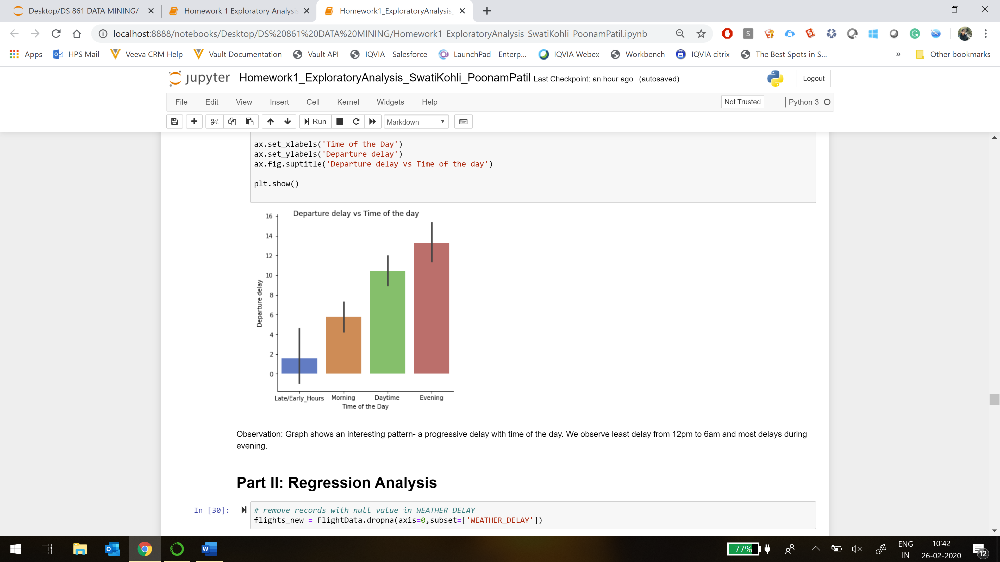 Desktop/DS 861 DATA MINING/
Homework 1 Exploratory Analysis
Homework1_ExploratoryAnalysis_
localhost:8888/notebooks/Desktop/DS%20861%20DATA%20MINING/Homework1_ExploratoryAnalysis_SwatiKohli_PoonamPatil.ipynb
S
G
Apps
HPS Mail
Veeva CRM Help
Vault Documentation
Vault API
IQVIA - Salesforce
LaunchPad - Enterp...
IQVIA Webex
Workbench
IQVIA citrix
The Best Spots in S...
»
Other bookmarks
jupyter Homework1_ExploratoryAnalysis_SwatiKohli_PoonamPatil Last Checkpoint: an hour ago (autosaved)
Logout
File Edit View Insert Cell Kernel Widgets Help
Not Trusted
Python 3
Run
Markdown
ax.set_xlabels('Time of the Day')
ax.set_ylabels('Departure delay')
ax.fig.suptitle('Departure delay vs Time of the day')
plt.show()
Departure delay vs Time of the day
16
14
12
10
8
6
4
2
0
Departure delay
Late/Early_Hours Morning Daytime Evening
Time of the Day
Observation: Graph shows an interesting pattern- a progressive delay with time of the day. We observe least delay from 12pm to 6am and most delays during
evening.
Part II: Regression Analysis
In [30]:
# remove records with null value in WEATHER DELAY
flights_new = FlightData.dropna(axis=0,subset=['WEATHER_DELAY'])
77%
ENG
IN
10:42
26-02-2020
12